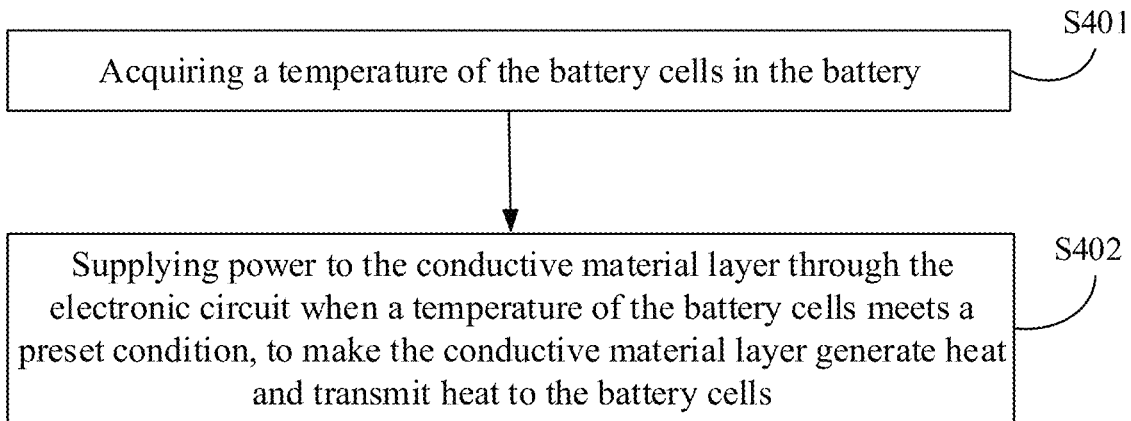 S401
Acquiring a temperature of the battery cells in the battery
S402
Supplying power to the conductive material layer through the
electronic circuit when a temperature of the battery cells meets a
preset condition, to make the conductive material layer generate heat
and transmit heat to the battery cells